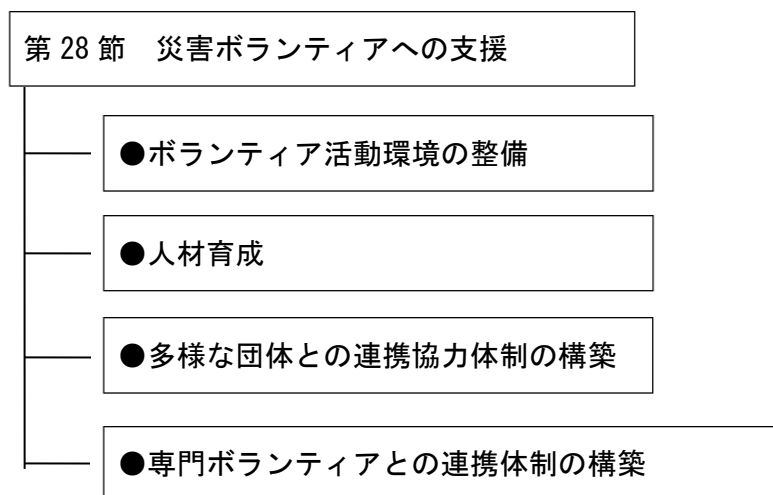 第 28 節　災害ボランティアへの支援
●ボランティア活動環境の整備
●人材育成
●多様な団体との連携協力体制の構築
●専門ボランティアとの連携体制の構築